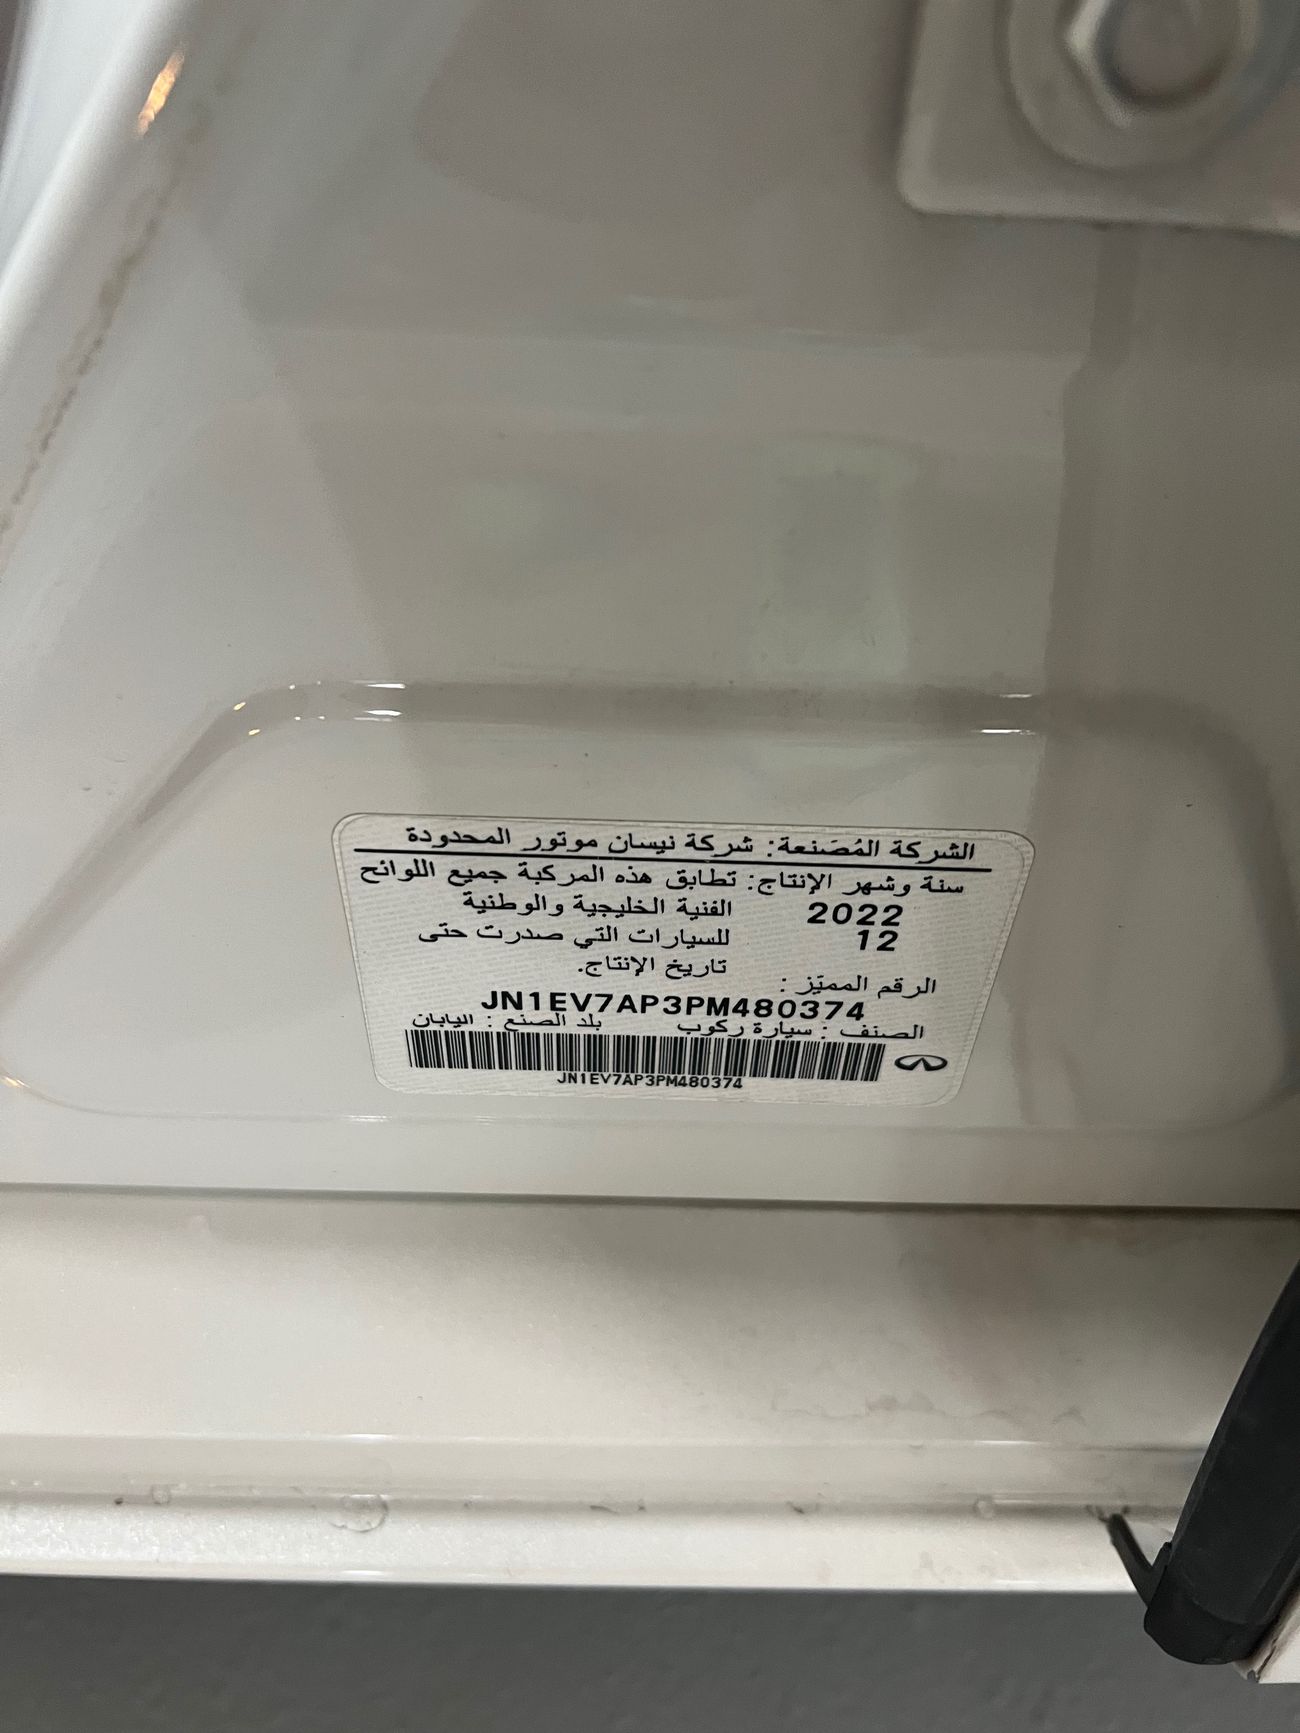 الشركة المُصَنعة: شركة نيسان موتور المحدودة
سنة وشهر الإنتاج: تطابق هذه المركبة جميع اللوائح
2022 الفنية الخليجية والوطنية
12 للسيارات التي صدرت حتى
تاريخ الإنتاج.
الرقم المميّز :
JN1EV7AP3PM480374
الصنف : سيارة ركوب بلد الصنع : اليابان
JN1EV7AP3PM480374